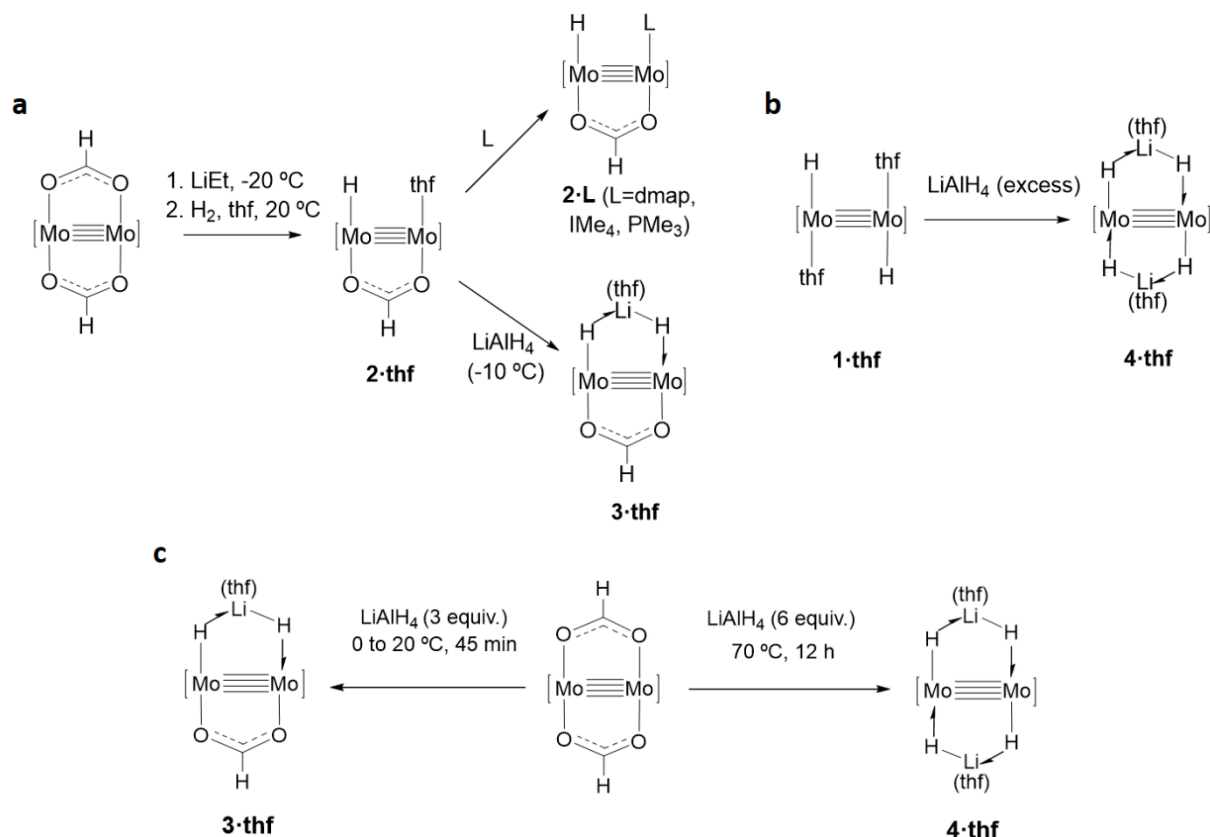 a
H
O O
[Mo Mo]
O O
H
1. LiEt, -20 ºC
2. H₂, thf, 20 ºC
H thf
[Mo Mo]
O O
H
2·thf
L
H L
[Mo Mo]
O O
H
2·L (L=dmap,
IMe₄, PMe₃)
LiAlH₄
(-10 ºC)
(thf)
Li
H H
[Mo Mo]
O O
H
3·thf
b
H thf
[Mo Mo]
thf H
1·thf
LiAlH₄ (excess)
(thf)
Li
H H
[Mo Mo]
H H
Li
(thf)
4·thf
c
(thf)
Li
H H
[Mo Mo]
O O
H
3·thf
LiAlH₄ (3 equiv.)
0 to 20 ºC, 45 min
H
O O
[Mo Mo]
O O
H
LiAlH₄ (6 equiv.)
70 ºC, 12 h
(thf)
Li
H H
[Mo Mo]
H H
Li
(thf)
4·thf